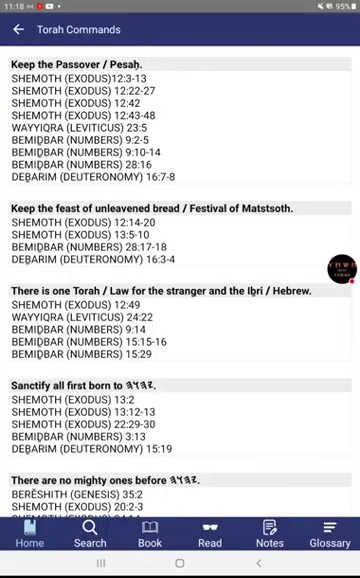 11:18
95%
Torah Commands
Keep the Passover / Pesaḥ.
SHEMOTH (EXODUS)12:3-13
SHEMOTH (EXODUS) 12:22-27
SHEMOTH (EXODUS) 12:42
SHEMOTH (EXODUS) 12:43-48
WAYYIQRA (LEVITICUS) 23:5
BEMIḎBAR (NUMBERS) 9:2-5
BEMIḎBAR (NUMBERS) 9:10-14
BEMIḎBAR (NUMBERS) 28:16
DEḆARIM (DEUTERONOMY) 16:7-8
Keep the feast of unleavened bread / Festival of Matstsoth.
SHEMOTH (EXODUS) 12:14-20
SHEMOTH (EXODUS) 13:5-10
BEMIḎBAR (NUMBERS) 28:17-18
DEḆARIM (DEUTERONOMY) 16:3-4
There is one Torah / Law for the stranger and the Iḇri / Hebrew.
SHEMOTH (EXODUS) 12:49
WAYYIQRA (LEVITICUS) 24:22
BEMIḎBAR (NUMBERS) 9:14
BEMIḎBAR (NUMBERS) 15:15-16
BEMIḎBAR (NUMBERS) 15:29
Sanctify all first born to 𐤉𐤄𐤅𐤄.
SHEMOTH (EXODUS) 13:2
SHEMOTH (EXODUS) 13:12-13
SHEMOTH (EXODUS) 22:29-30
BEMIḎBAR (NUMBERS) 3:13
DEḆARIM (DEUTERONOMY) 15:19
There are no mighty ones before 𐤉𐤄𐤅𐤄.
BERĔSHITH (GENESIS) 35:2
SHEMOTH (EXODUS) 20:2-3
Home Search Book Read Notes Glossary